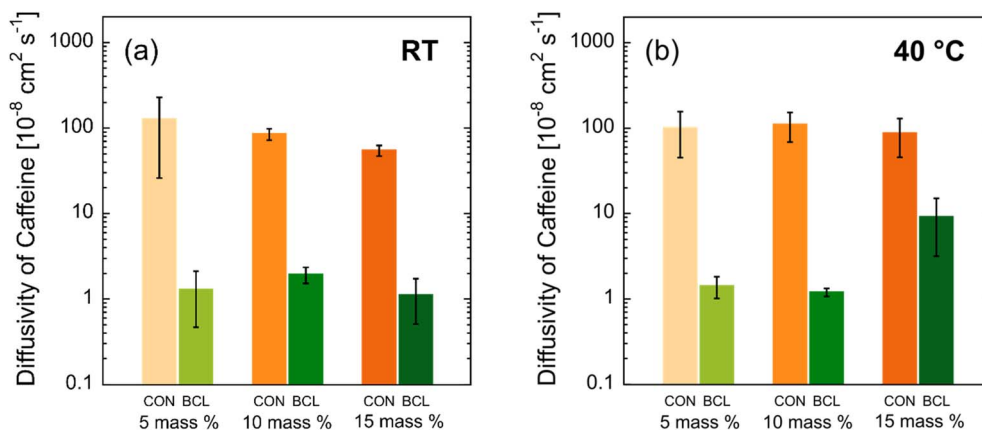 (a)
RT
Diffusivity of Caffeine [10⁻⁸ cm² s⁻¹]
1000
100
10
1
0.1
CON BCL CON BCL CON BCL
5 mass % 10 mass % 15 mass %
(b)
40 °C
Diffusivity of Caffeine [10⁻⁸ cm² s⁻¹]
1000
100
10
1
0.1
CON BCL CON BCL CON BCL
5 mass % 10 mass % 15 mass %